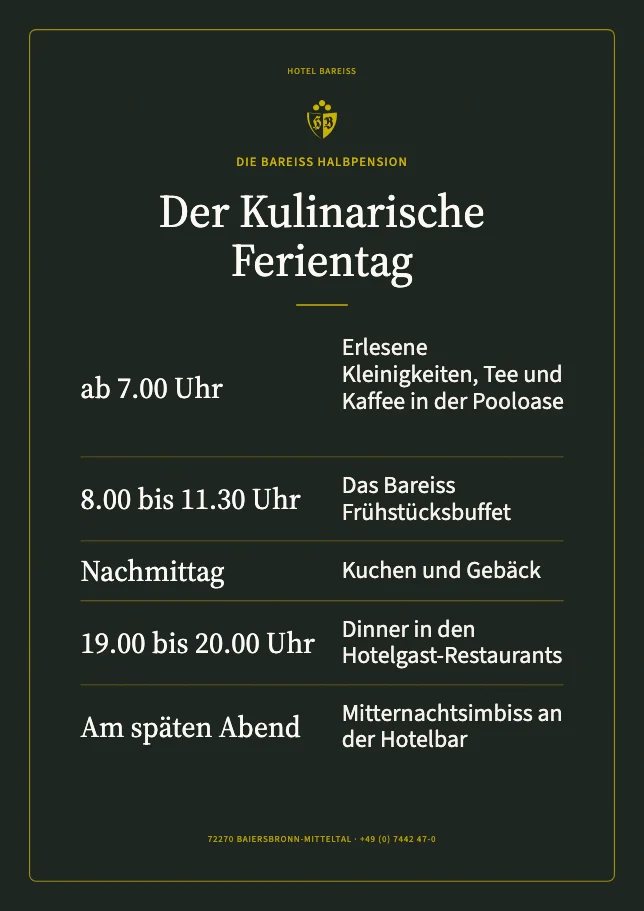 HOTEL BAREISS
HB
DIE BAREISS HALBPENSION
Der Kulinarische
Ferientag
ab 7.00 Uhr
Erlesene
Kleinigkeiten, Tee und
Kaffee in der Pooloase
8.00 bis 11.30 Uhr
Das Bareiss
Frühstücksbuffet
Nachmittag
Kuchen und Gebäck
19.00 bis 20.00 Uhr
Dinner in den
Hotelgast-Restaurants
Am späten Abend
Mitternachtsimbiss an
der Hotelbar
72270 BAIERSBRONN-MITTELTAL · +49 (0) 7442 47-0